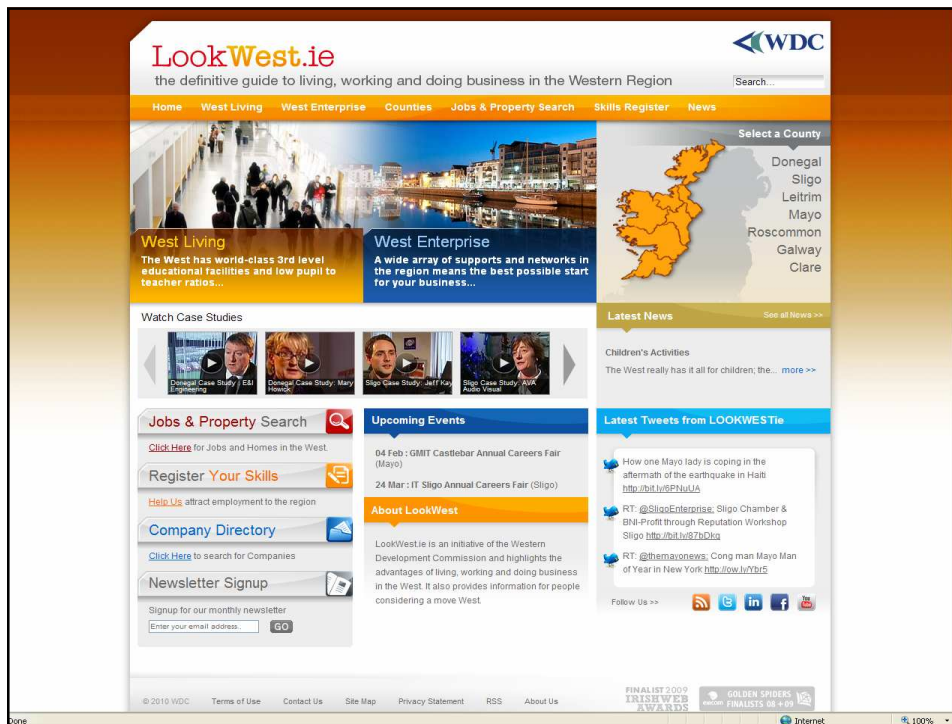 LookWest.ie
the definitive guide to living, working and doing business in the Western Region
WDC
Search...
Home West Living West Enterprise Counties Jobs & Property Search Skills Register News
West Living
The West has world-class 3rd level
educational facilities and low pupil to
teacher ratios...
West Enterprise
A wide array of supports and networks in
the region means the best possible start
for your business...
Select a County
Donegal
Sligo
Leitrim
Mayo
Roscommon
Galway
Clare
Watch Case Studies
Donegal Case Study : E&I
Engineering
Donegal Case Study: Mary
Howick
Sligo Case Study: Jeff Kay
Sligo Case Study: AVA
Audio Visual
Latest News See all News >>
Children's Activities
The West really has it all for children; the... more >>
Jobs & Property Search
Click Here for Jobs and Homes in the West.
Register Your Skills
Help Us attract employment to the region
Company Directory
Click Here to search for Companies
Newsletter Signup
Signup for our monthly newsletter
Enter your email address.. GO
Upcoming Events
04 Feb : GMIT Castlebar Annual Careers Fair
(Mayo)
24 Mar : IT Sligo Annual Careers Fair (Sligo)
About LookWest
LookWest.ie is an initiative of the Western
Development Commission and highlights the
advantages of living, working and doing business
in the West. It also provides information for people
considering a move West.
Latest Tweets from LOOKWESTie
How one Mayo lady is coping in the
aftermath of the earthquake in Haiti
http://bit.ly/6PNuUA
RT: @SligoEnterprise: Sligo Chamber &
BNI-Profit through Reputation Workshop
Sligo http://bit.ly/87bDkq
RT: @themayonews: Cong man Mayo Man
of Year in New York http://ow.ly/Ybr5
Follow Us >>
You
© 2010 WDC Terms of Use Contact Us Site Map Privacy Statement RSS About Us
FINALIST 2009
IRISH WEB
AWARDS
eircom GOLDEN SPIDERS
FINALISTS 08 + 09
Done Internet 100%